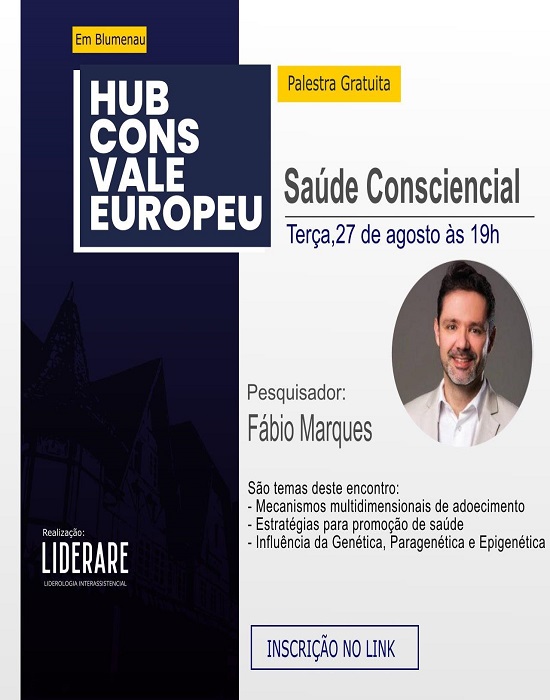 Em Blumenau
HUB
CONS
VALE
EUROPEU
Palestra Gratuita
Saúde Consciencial
Terça,27 de agosto às 19h
Pesquisador:
Fábio Marques
São temas deste encontro:
- Mecanismos multidimensionais de adoecimento
- Estratégias para promoção de saúde
- Influência da Genética, Paragenética e Epigenética
Realização:
LIDERARE
LIDEROLOGIA INTERASSISTENCIAL
INSCRIÇÃO NO LINK